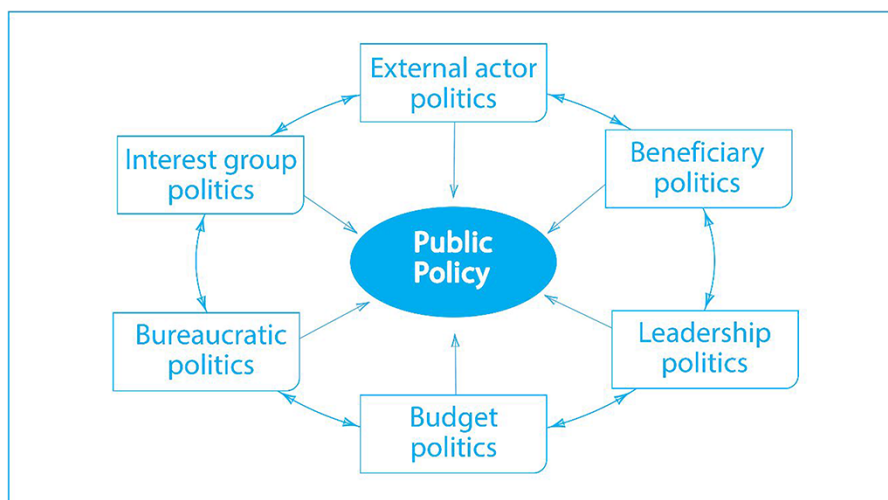 External actor
politics
Interest group
politics
Beneficiary
politics
Public
Policy
Bureaucratic
politics
Leadership
politics
Budget
politics